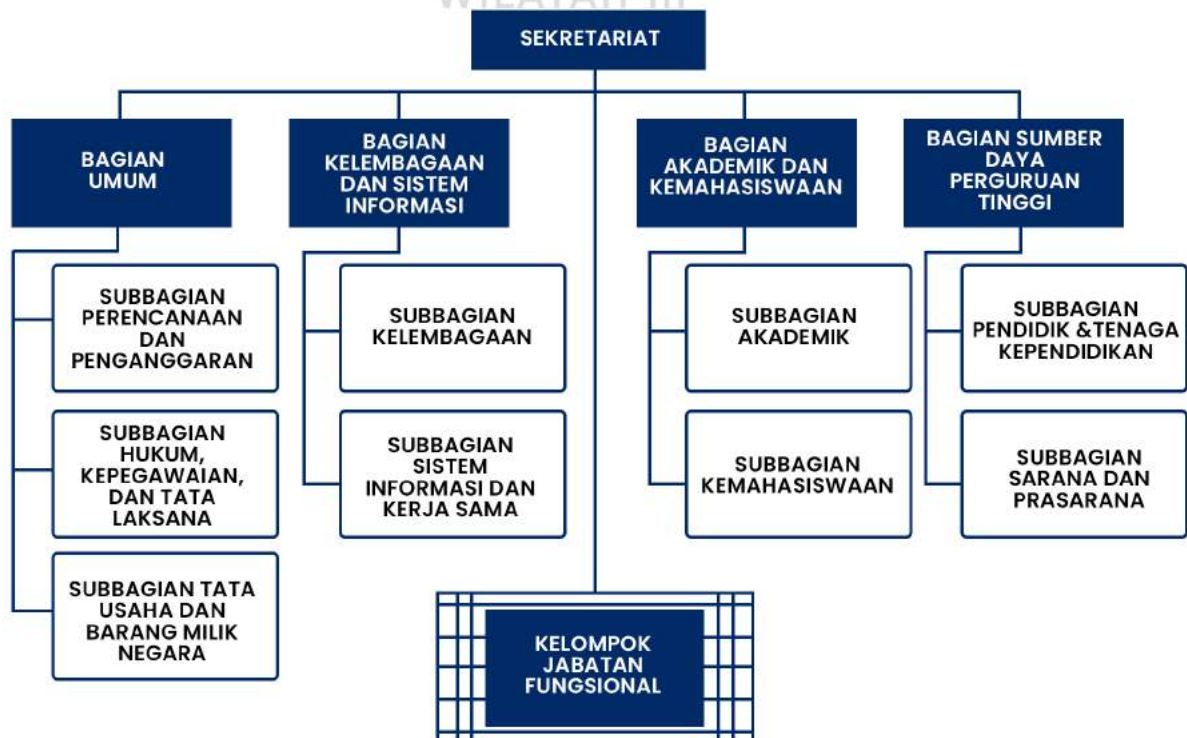 WILAYAH III
SEKRETARIAT
BAGIAN
UMUM
BAGIAN
KELEMBAGAAN
DAN SISTEM
INFORMASI
BAGIAN
AKADEMIK DAN
KEMAHASISWAAN
BAGIAN SUMBER
DAYA
PERGURUAN
TINGGI
SUBBAGIAN
PERENCANAAN
DAN
PENGANGGARAN
SUBBAGIAN
KELEMBAGAAN
SUBBAGIAN
AKADEMIK
SUBBAGIAN
PENDIDIK &TENAGA
KEPENDIDIKAN
SUBBAGIAN
HUKUM,
KEPEGAWAIAN,
DAN TATA
LAKSANA
SUBBAGIAN
SISTEM
INFORMASI DAN
KERJA SAMA
SUBBAGIAN
KEMAHASISWAAN
SUBBAGIAN
SARANA DAN
PRASARANA
SUBBAGIAN TATA
USAHA DAN
BARANG MILIK
NEGARA
KELOMPOK
JABATAN
FUNGSIONAL